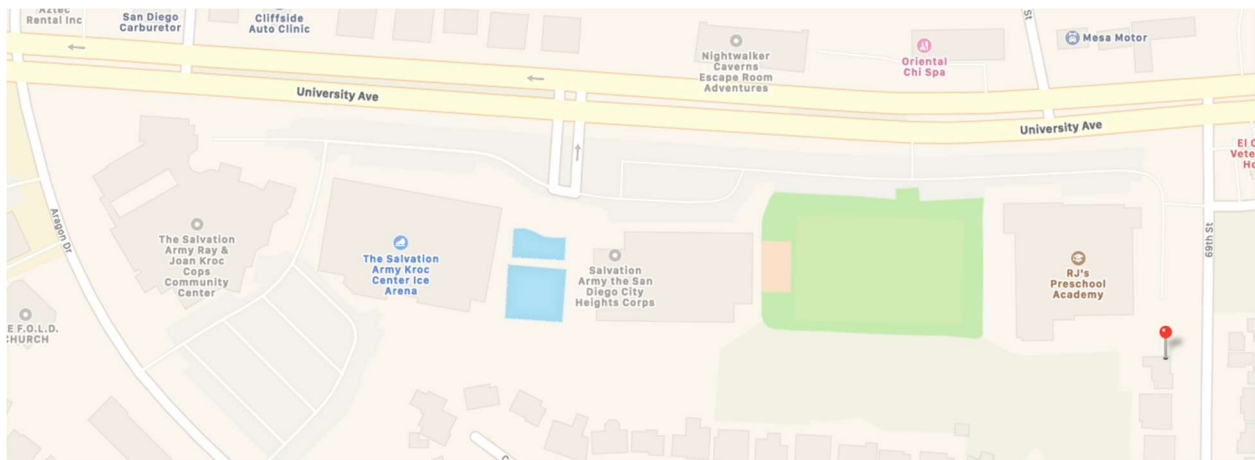 Aztec
Rental Inc
San Diego
Carburetor
Cliffside
Auto Clinic
St
Mesa Motor
Nightwalker
Caverns
Escape Room
Adventures
Oriental
Chi Spa
University Ave
University Ave
El C
Vete
Ho
Aragon Dr
The Salvation
Army Ray &
Joan Kroc
Cops
Community
Center
The Salvation
Army Kroc
Center Ice
Arena
Salvation
Army the San
Diego City
Heights Corps
RJ's
Preschool
Academy
69th St
E F.O.L.D.
CHURCH